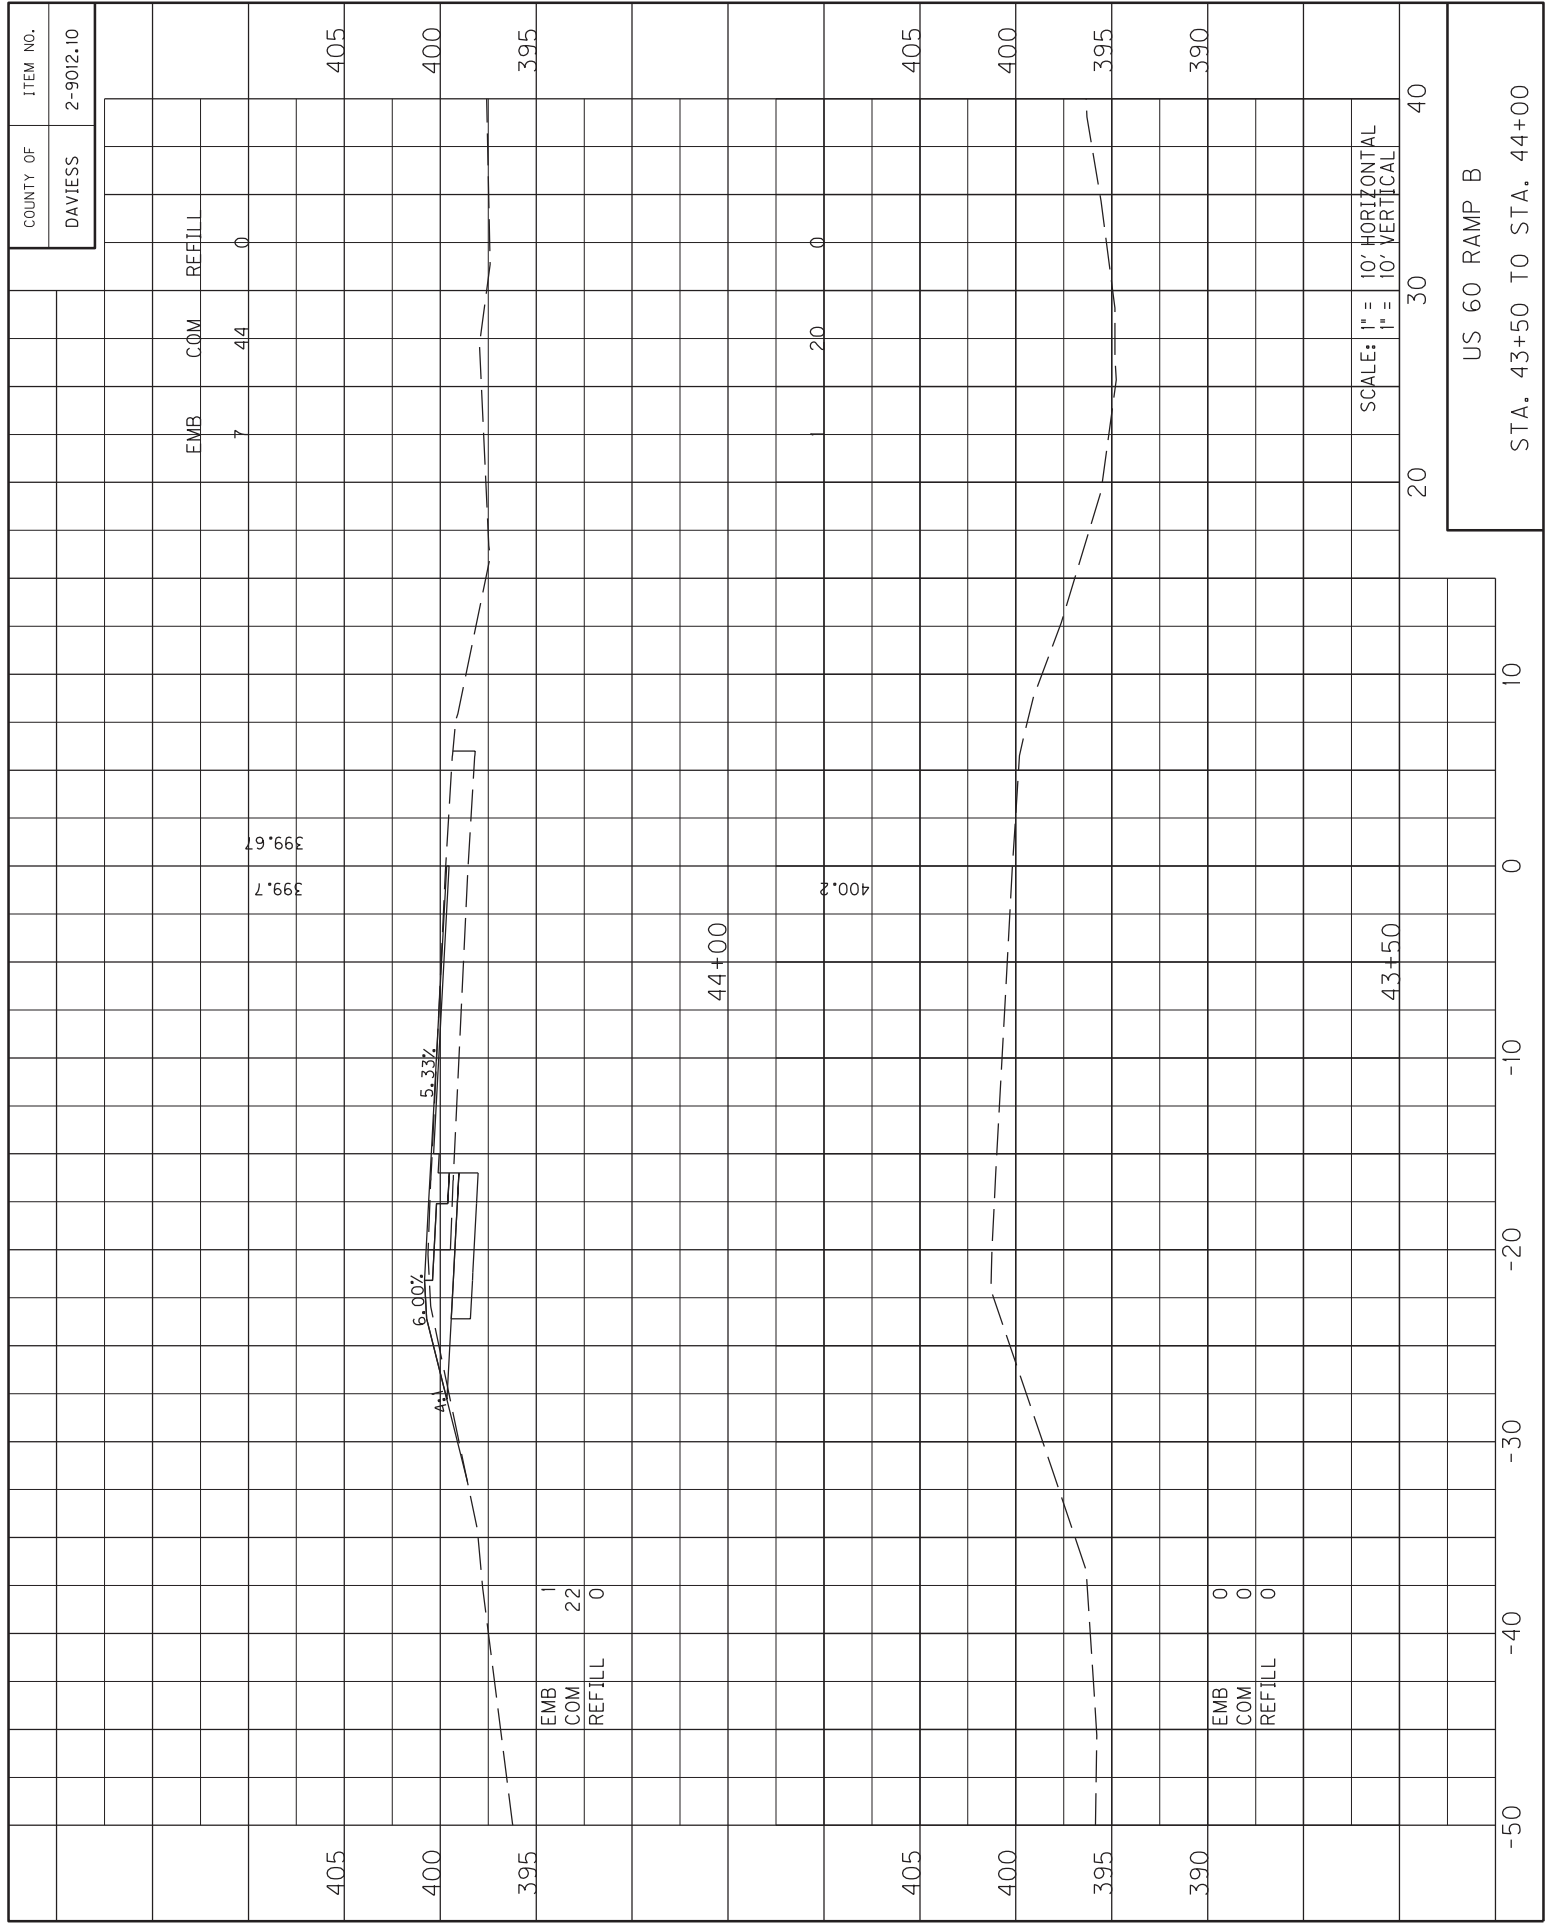 COUNTY OF ITEM NO.
DAVIESS 2-9012.10
EMB COM REFILL
7 44 0
399.7 399.67
405 405
6.00% 5.33%
400 400
4:1
395 395
EMB 1
COM 22
REFILL 0
44+00
1 20 0
400.2
405 405
400 400
395 395
390 390
EMB 0
COM 0
REFILL 0
SCALE: 1" = 10' HORIZONTAL
1" = 10' VERTICAL
43+50
-50 -40 -30 -20 -10 0 10 20 30 40
US 60 RAMP B
STA. 43+50 TO STA. 44+00